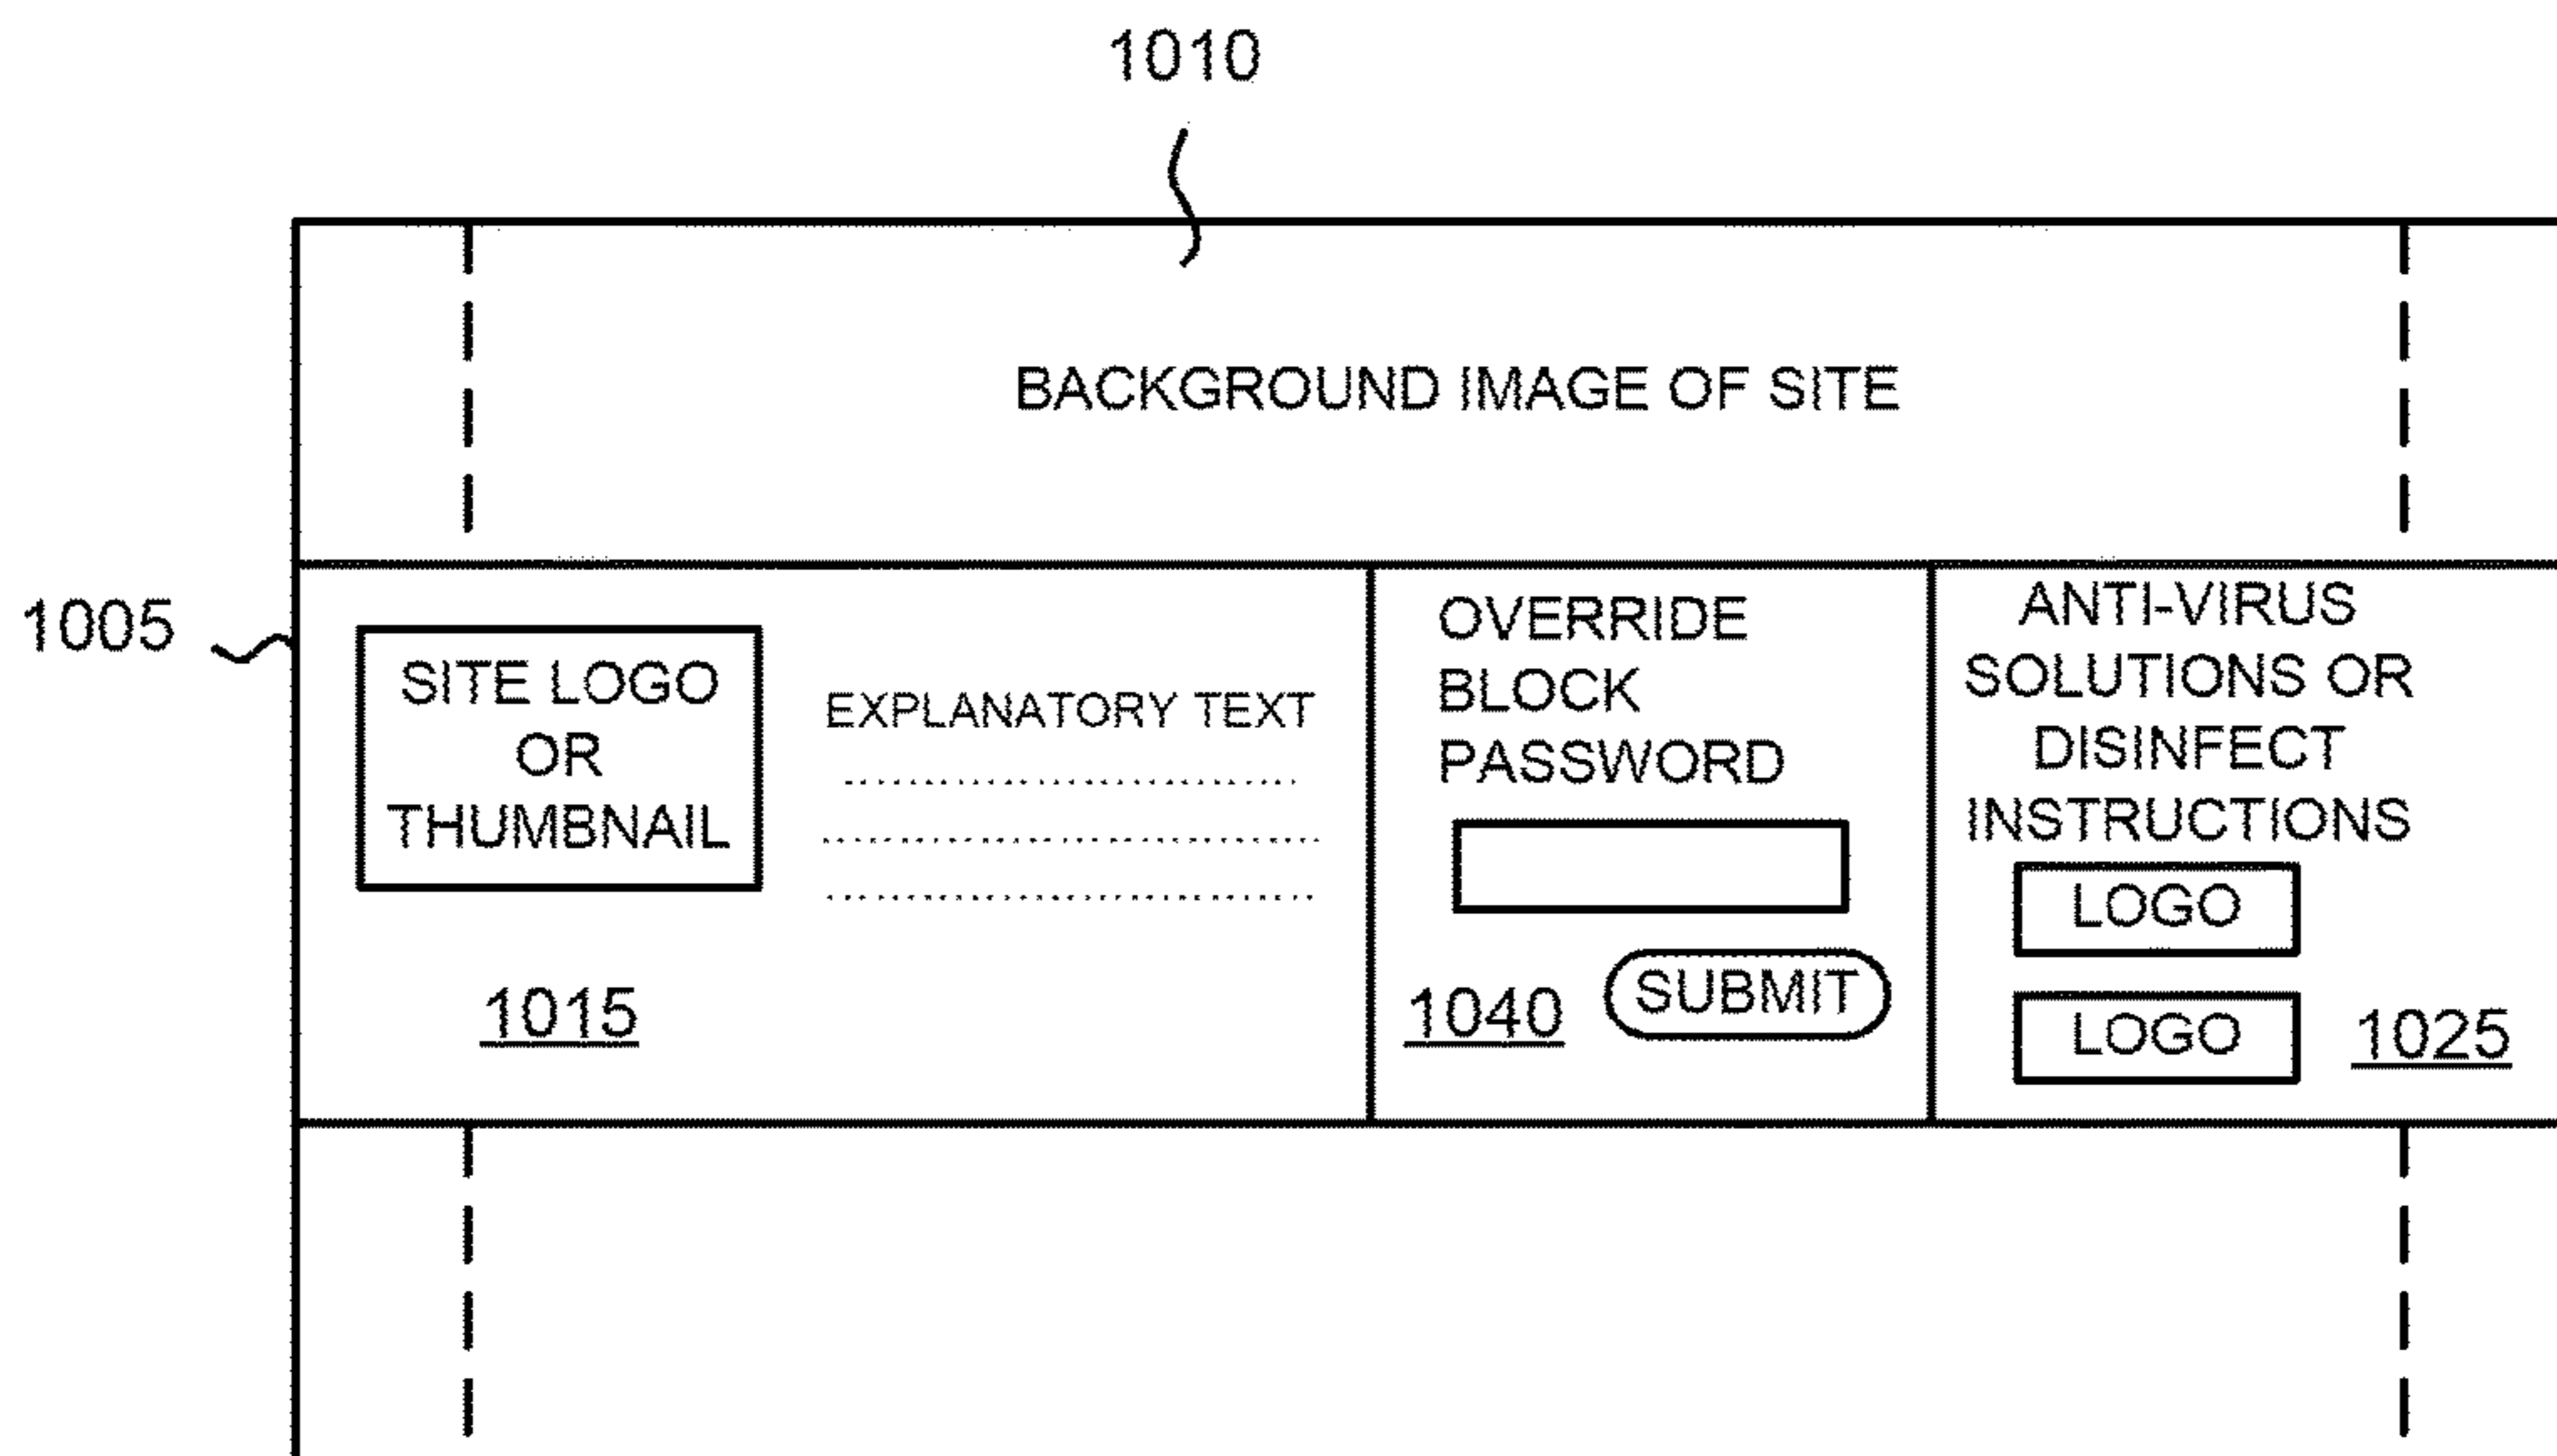 1010
BACKGROUND IMAGE OF SITE
1005
SITE LOGO
OR
THUMBNAIL
EXPLANATORY TEXT
1015
OVERRIDE
BLOCK
PASSWORD
SUBMIT
1040
ANTI-VIRUS
SOLUTIONS OR
DISINFECT
INSTRUCTIONS
LOGO
LOGO
1025